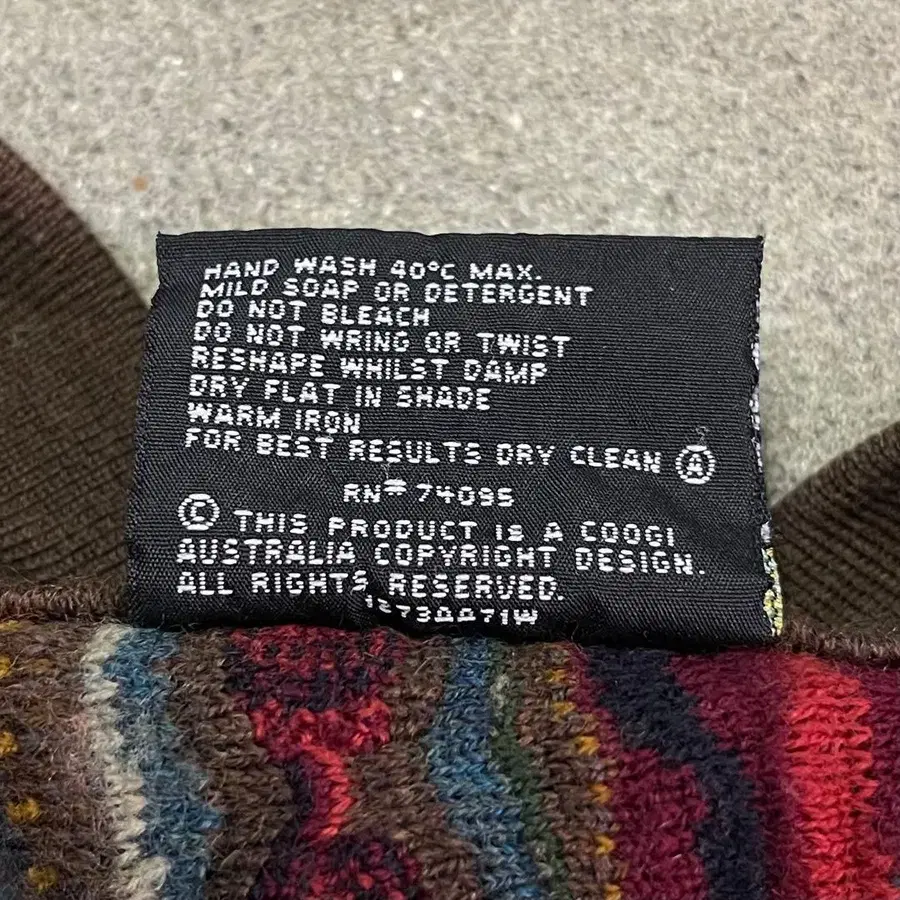 HAND WASH 40°C MAX.
MILD SOAP OR DETERGENT
DO NOT BLEACH
DO NOT WRING OR TWIST
RESHAPE WHILST DAMP
DRY FLAT IN SHADE
WARM IRON
FOR BEST RESULTS DRY CLEAN Ⓐ
RN# 74095
© THIS PRODUCT IS A COOGI
AUSTRALIA COPYRIGHT DESIGN.
ALL RIGHTS RESERVED.